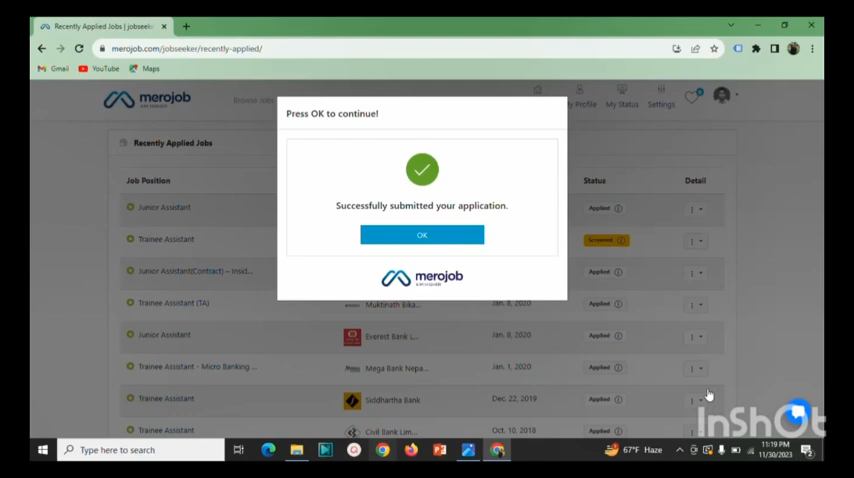 Recently Applied Jobs | jobseeke
merojob.com/jobseeker/recently-applied/
Gmail YouTube Maps
merojob
Browse Jobs
My Profile My Status Settings
Press OK to continue!
Recently Applied Jobs
Job Position Status Detail
Successfully submitted your application.
OK
merojob
Junior Assistant Applied
Trainee Assistant Screened
Junior Assistant(Contract) – Insid... Applied
Trainee Assistant (TA) Muktinath Bika... Jan. 8, 2020 Applied
Junior Assistant Everest Bank L... Jan. 8, 2020 Applied
Trainee Assistant - Micro Banking ... Mega Bank Nepa... Jan. 1, 2020 Applied
Trainee Assistant Siddhartha Bank Dec. 22, 2019 Applied
Trainee Assistant Civil Bank Lim... Oct. 10, 2018 Applied
InShOt
Type here to search
67°F Haze
11:19 PM
11/30/2023